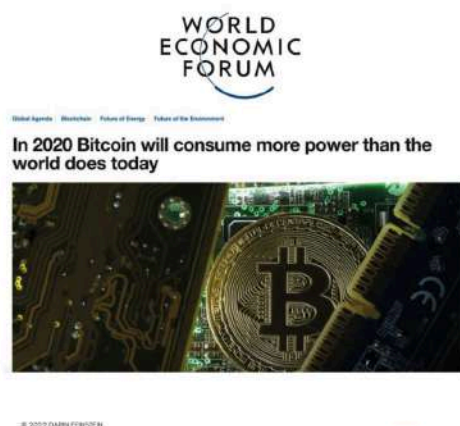 WORLD
ECONOMIC
FORUM
Global Agenda Blockchain Future of Energy Future of the Environment
In 2020 Bitcoin will consume more power than the
world does today
B
CE